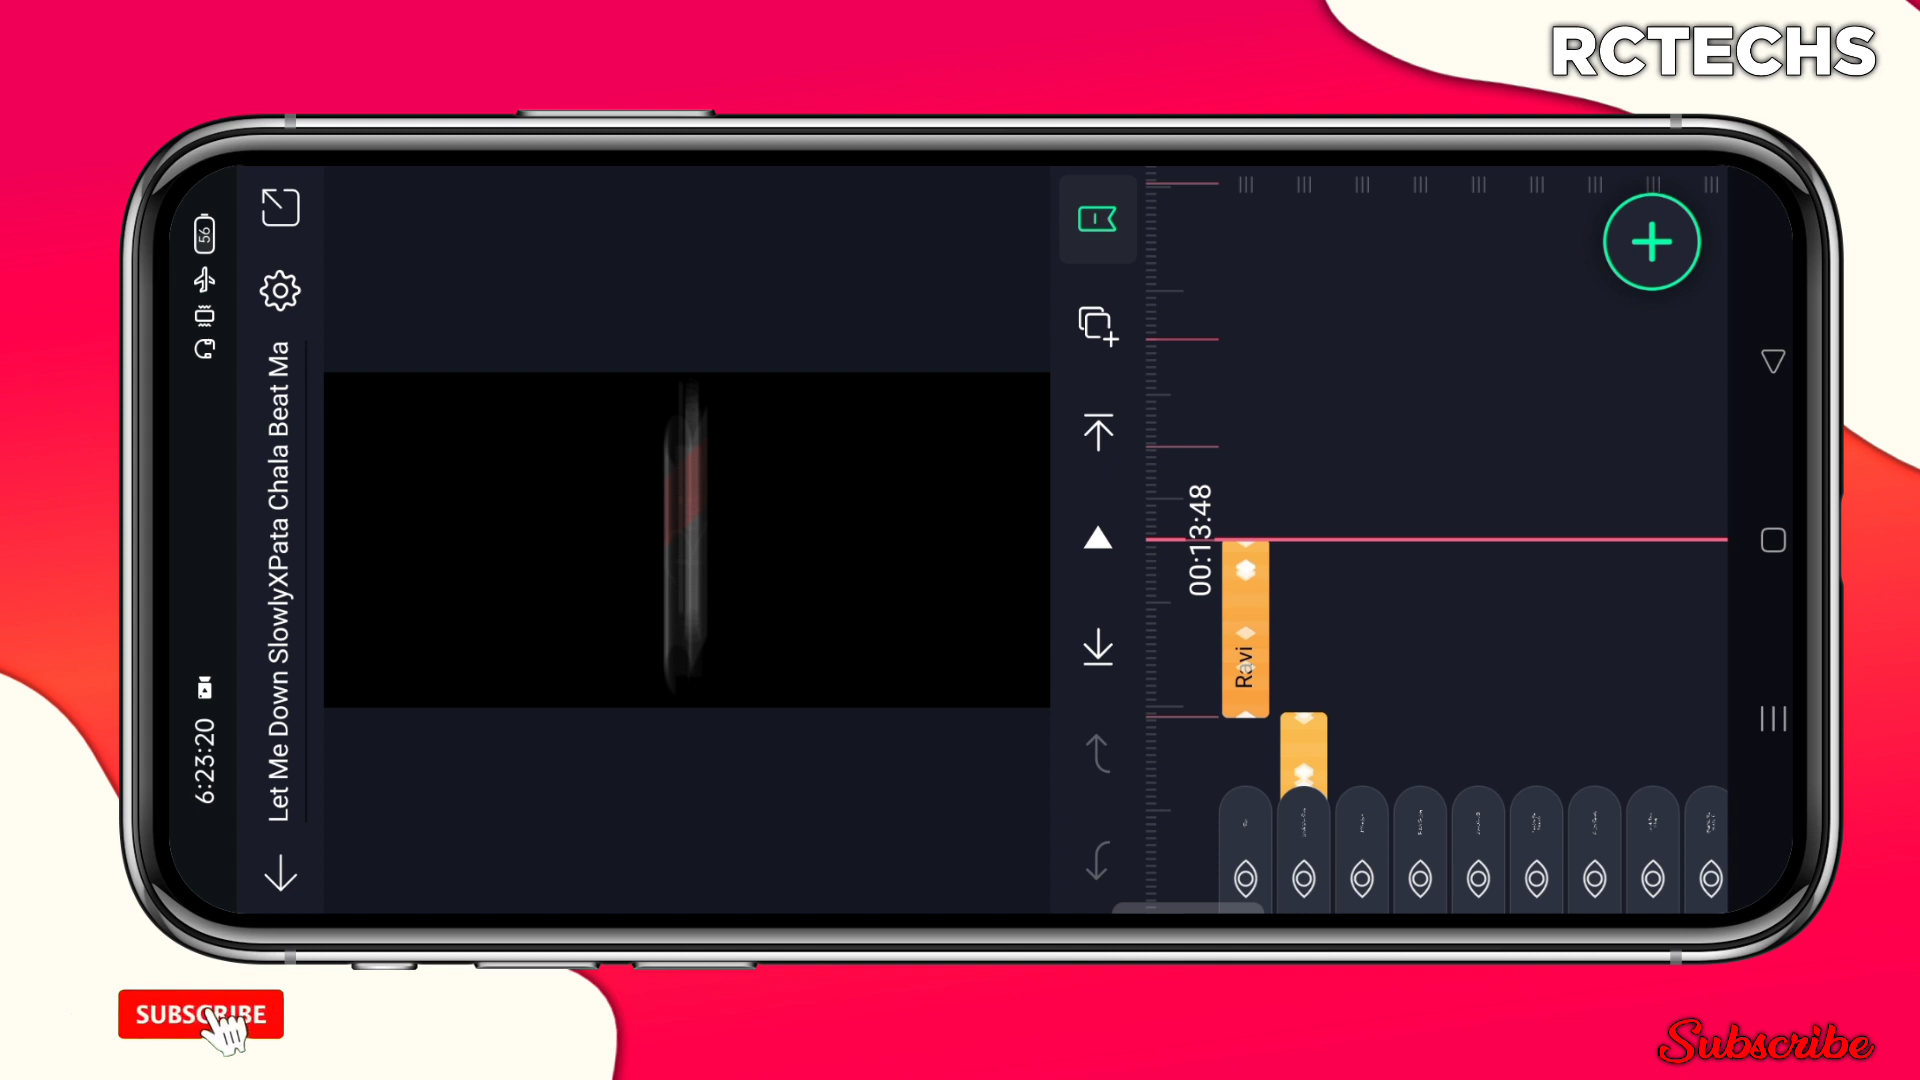 RCTECHS
56
6:23:20
Let Me Down SlowlyXPata Chala Beat Ma
00:13:48
Ravi
SUBSCRIBE
Subscribe